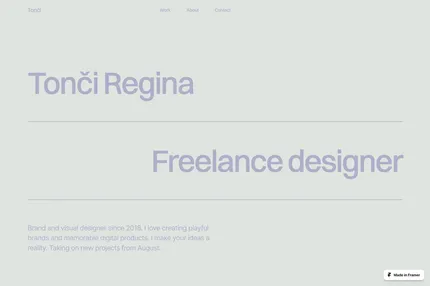 Tonči
Work
About
Contact
Tonči Regina
Freelance designer
Brand and visual designer since 2018. I love creating playful
brands and memorable digital products. I make your ideas a
reality. Taking on new projects from August.
Made in Framer